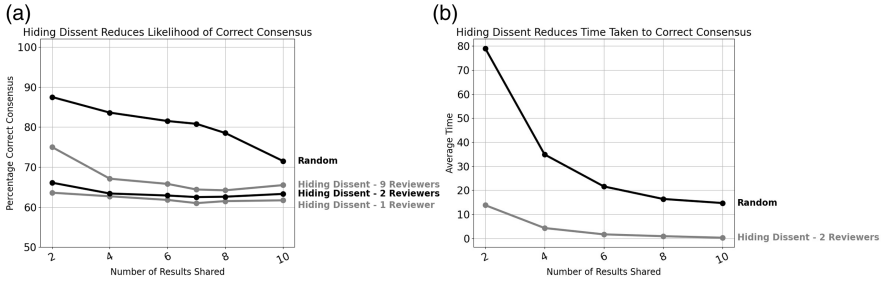 (a)
Hiding Dissent Reduces Likelihood of Correct Consensus
Percentage Correct Consensus
100
90
80
70
60
50
2
4
6
8
10
Number of Results Shared
Random
Hiding Dissent - 9 Reviewers
Hiding Dissent - 2 Reviewers
Hiding Dissent - 1 Reviewer
(b)
Hiding Dissent Reduces Time Taken to Correct Consensus
Average Time
80
70
60
50
40
30
20
10
0
2
4
6
8
10
Number of Results Shared
Random
Hiding Dissent - 2 Reviewers